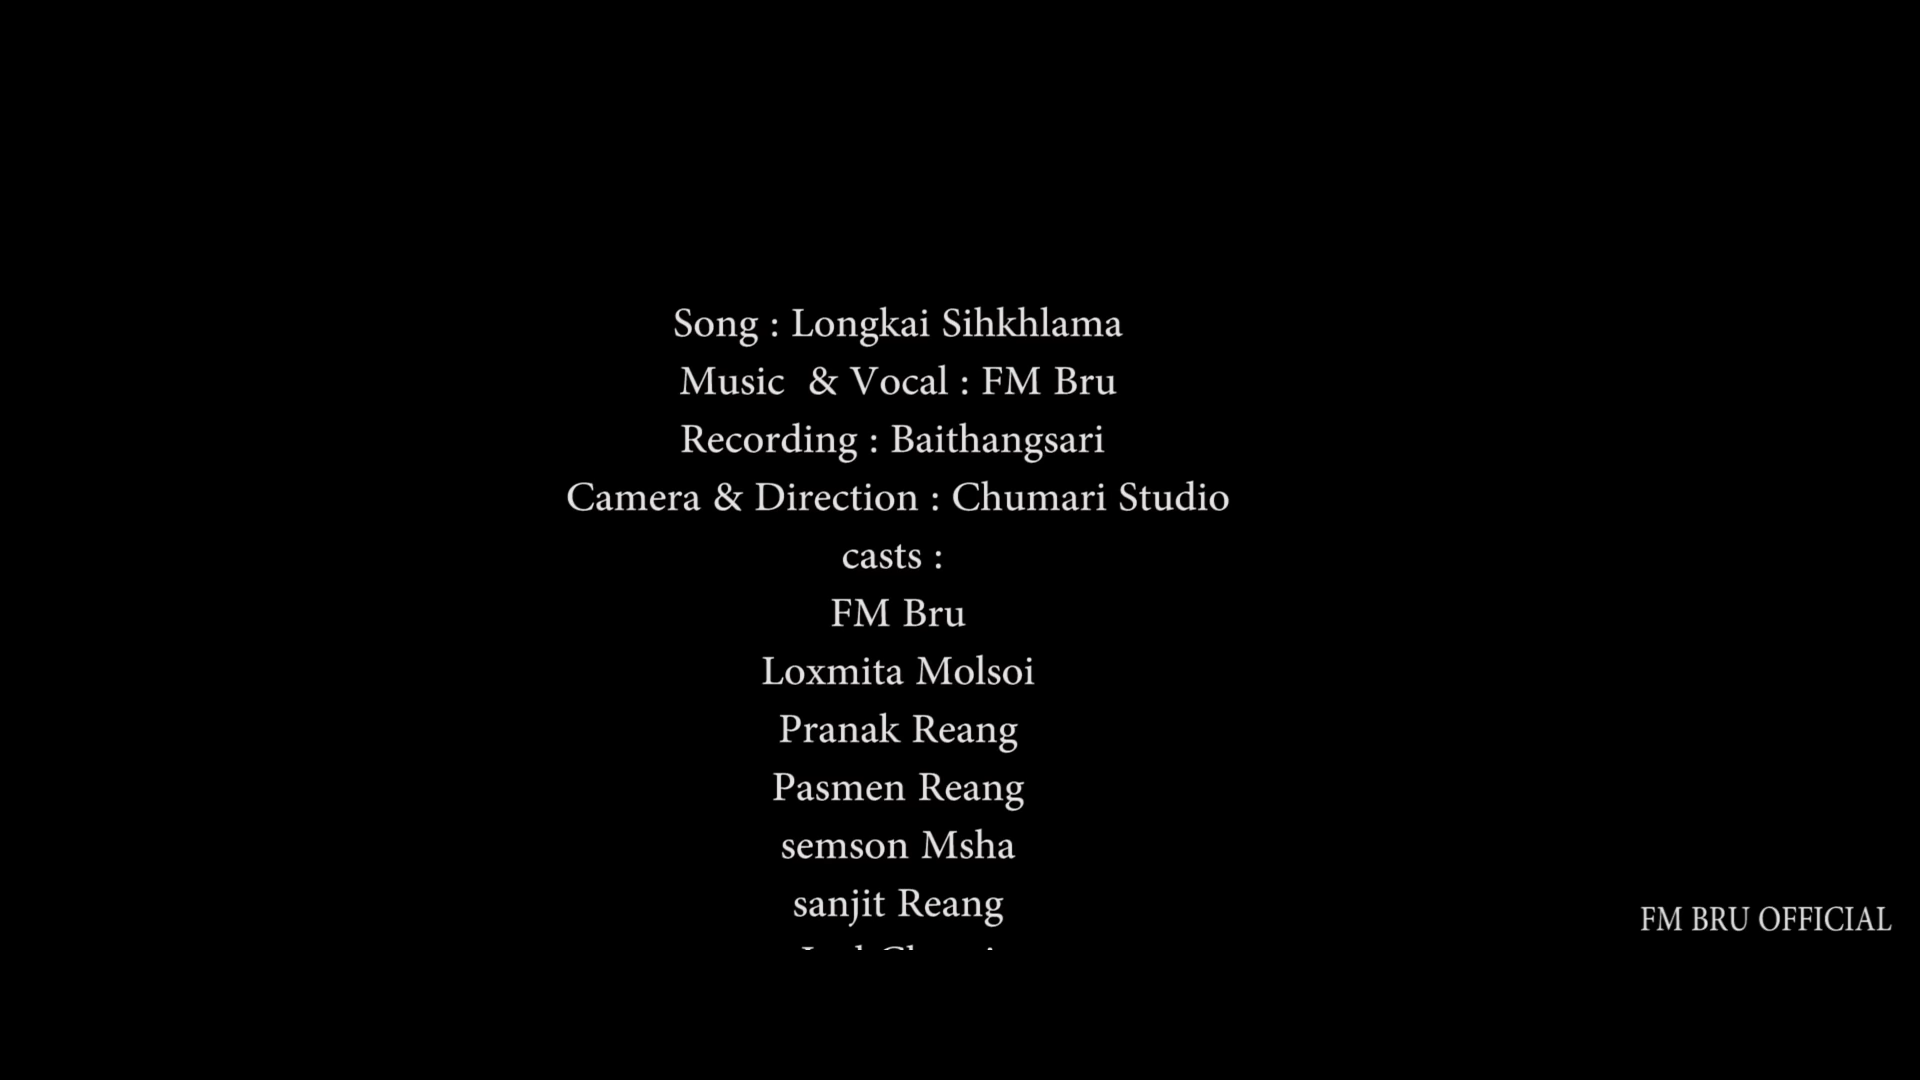 Song : Longkai Sihkhlama
Music & Vocal : FM Bru
Recording : Baithangsari
Camera & Direction : Chumari Studio
casts :
FM Bru
Loxmita Molsoi
Pranak Reang
Pasmen Reang
semson Msha
sanjit Reang
FM BRU OFFICIAL